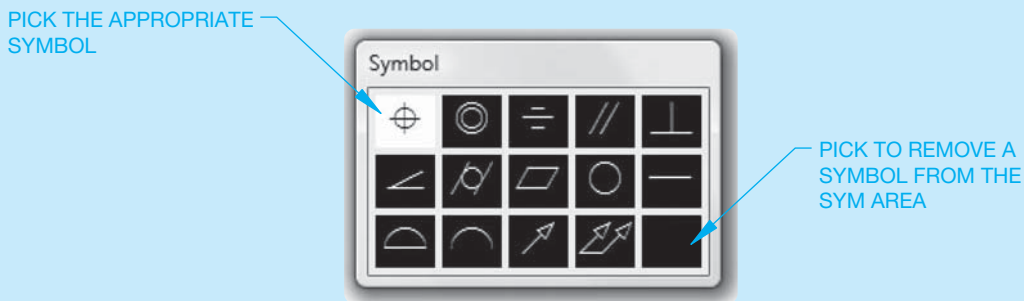 PICK THE APPROPRIATE
SYMBOL
Symbol
PICK TO REMOVE A
SYMBOL FROM THE
SYM AREA